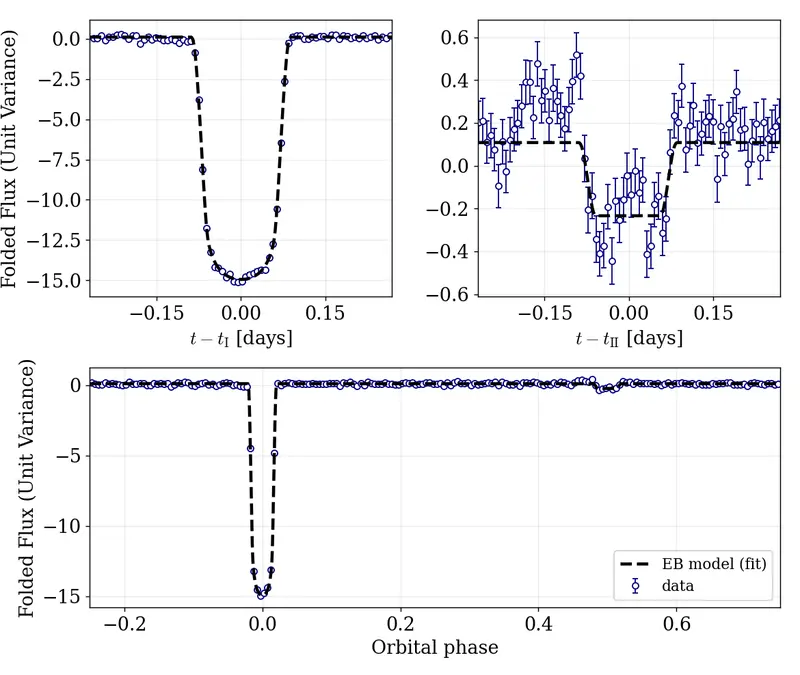 Folded Flux (Unit Variance)
0.0
−2.5
−5.0
−7.5
−10.0
−12.5
−15.0
−0.15 0.00 0.15
t − tI [days]
0.6
0.4
0.2
0.0
−0.2
−0.4
−0.6
−0.15 0.00 0.15
t − tII [days]
Folded Flux (Unit Variance)
0
−5
−10
−15
EB model (fit)
data
−0.2 0.0 0.2 0.4 0.6
Orbital phase